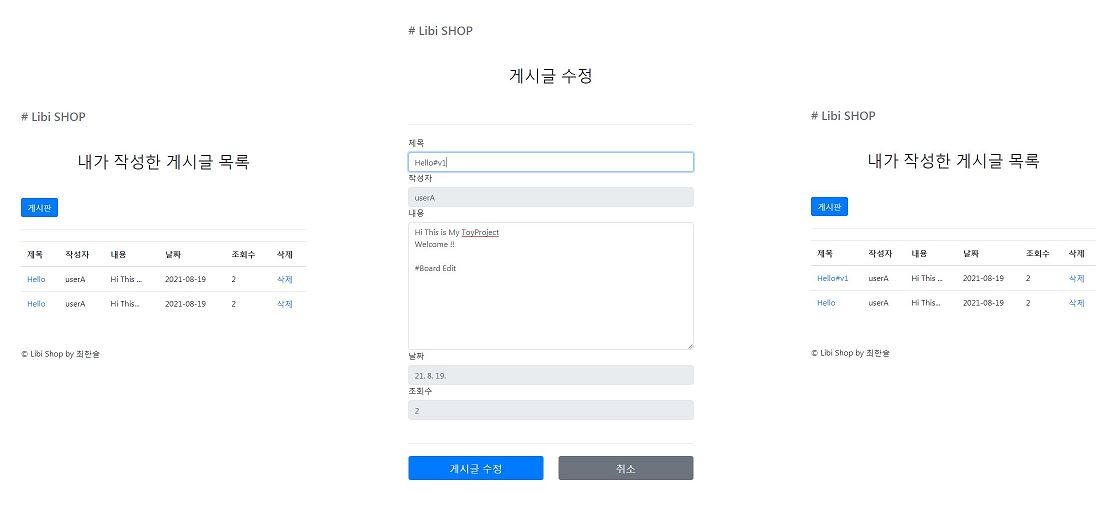 # Libi SHOP
내가 작성한 게시글 목록
게시판
제목 작성자 내용 날짜 조회수 삭제
Hello userA Hi This ... 2021-08-19 2 삭제
Hello userA Hi This... 2021-08-19 2 삭제
© Libi Shop by 최한슬
# Libi SHOP
게시글 수정
제목
Hello#v1
작성자
userA
내용
Hi This is My ToyProject
Welcome !!
#Board Edit
날짜
21. 8. 19.
조회수
2
게시글 수정 취소
# Libi SHOP
내가 작성한 게시글 목록
게시판
제목 작성자 내용 날짜 조회수 삭제
Hello#v1 userA Hi This... 2021-08-19 2 삭제
Hello userA Hi This... 2021-08-19 2 삭제
© Libi Shop by 최한슬